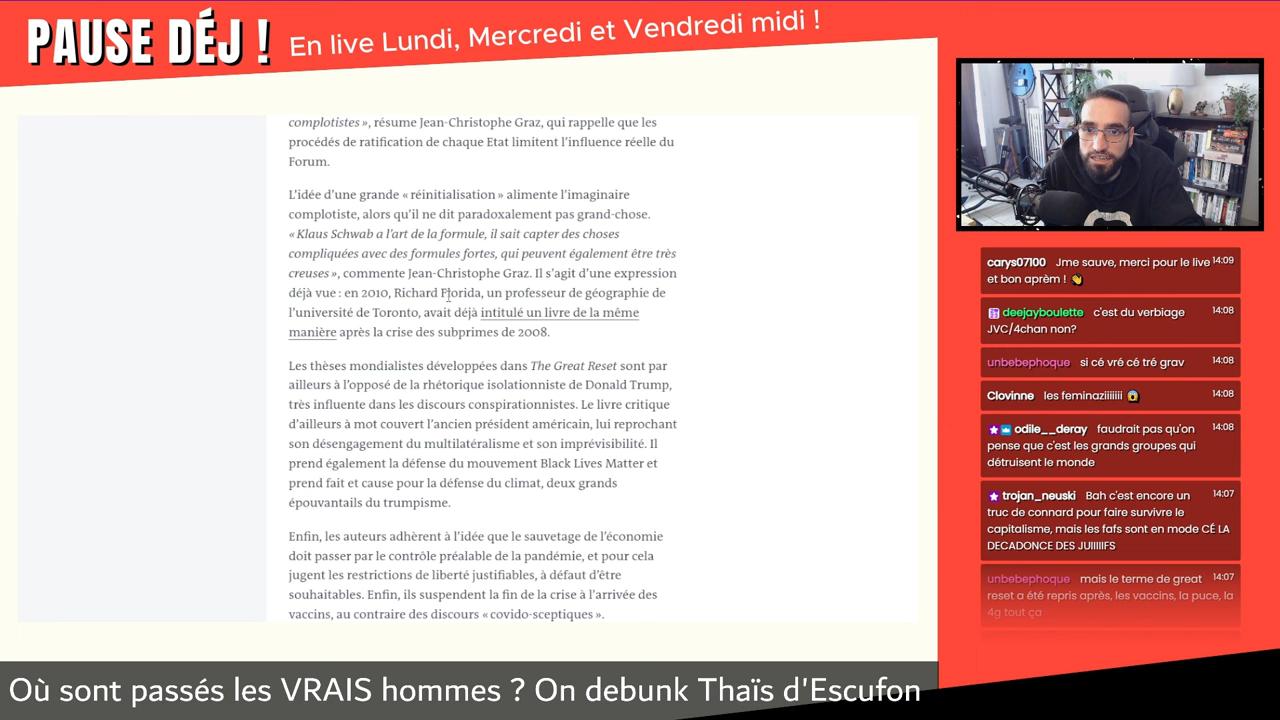 PAUSE DÉJ !
En live Lundi, Mercredi et Vendredi midi !
complotistes », résume Jean-Christophe Graz, qui rappelle que les
procédés de ratification de chaque Etat limitent l'influence réelle du
Forum.
L'idée d'une grande « réinitialisation » alimente l'imaginaire
complotiste, alors qu'il ne dit paradoxalement pas grand-chose.
« Klaus Schwab a l'art de la formule, il sait capter des choses
compliquées avec des formules fortes, qui peuvent également être très
creuses », commente Jean-Christophe Graz. Il s'agit d'une expression
déjà vue : en 2010, Richard Florida, un professeur de géographie de
l'université de Toronto, avait déjà intitulé un livre de la même
manière après la crise des subprimes de 2008.
Les thèses mondialistes développées dans The Great Reset sont par
ailleurs à l'opposé de la rhétorique isolationniste de Donald Trump,
très influente dans les discours conspirationnistes. Le livre critique
d'ailleurs à mot couvert l'ancien président américain, lui reprochant
son désengagement du multilatéralisme et son imprévisibilité. Il
prend également la défense du mouvement Black Lives Matter et
prend fait et cause pour la défense du climat, deux grands
épouvantails du trumpisme.
Enfin, les auteurs adhèrent à l'idée que le sauvetage de l'économie
doit passer par le contrôle préalable de la pandémie, et pour cela
jugent les restrictions de liberté justifiables, à défaut d'être
souhaitables. Enfin, ils suspendent la fin de la crise à l'arrivée des
vaccins, au contraire des discours « covido-sceptiques ».
carys07100 Jme sauve, merci pour le live 14:09
et bon aprèm ! 👋
deejayboulette c'est du verbiage 14:08
JVC/4chan non?
unbebephoque si cé vré cé tré grav 14:08
Clovinne les feminaziiiiiii 😱 14:08
odile__deray faudrait pas qu'on 14:08
pense que c'est les grands groupes qui
détruisent le monde
trojan_neuski Bah c'est encore un 14:07
truc de connard pour faire survivre le
capitalisme, mais les fafs sont en mode CÉ LA
DECADONCE DES JUIIIIIFS
unbebephoque mais le terme de great 14:07
reset a été repris après, les vaccins, la puce, la
4g tout ça
Où sont passés les VRAIS hommes ? On debunk Thaïs d'Escufon